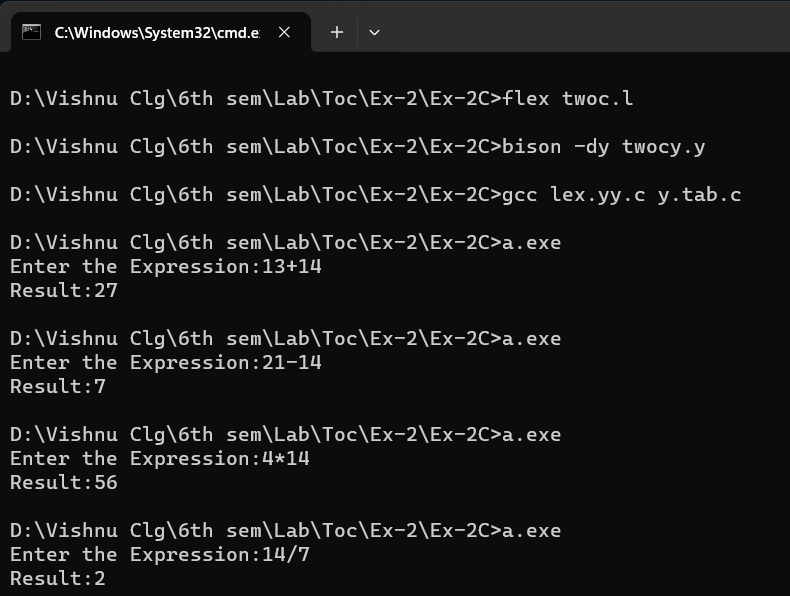 C:\Windows\System32\cmd.e
D:\Vishnu Clg\6th sem\Lab\Toc\Ex-2\Ex-2C>flex twoc.l
D:\Vishnu Clg\6th sem\Lab\Toc\Ex-2\Ex-2C>bison -dy twocy.y
D:\Vishnu Clg\6th sem\Lab\Toc\Ex-2\Ex-2C>gcc lex.yy.c y.tab.c
D:\Vishnu Clg\6th sem\Lab\Toc\Ex-2\Ex-2C>a.exe
Enter the Expression:13+14
Result:27
D:\Vishnu Clg\6th sem\Lab\Toc\Ex-2\Ex-2C>a.exe
Enter the Expression:21-14
Result:7
D:\Vishnu Clg\6th sem\Lab\Toc\Ex-2\Ex-2C>a.exe
Enter the Expression:4*14
Result:56
D:\Vishnu Clg\6th sem\Lab\Toc\Ex-2\Ex-2C>a.exe
Enter the Expression:14/7
Result:2